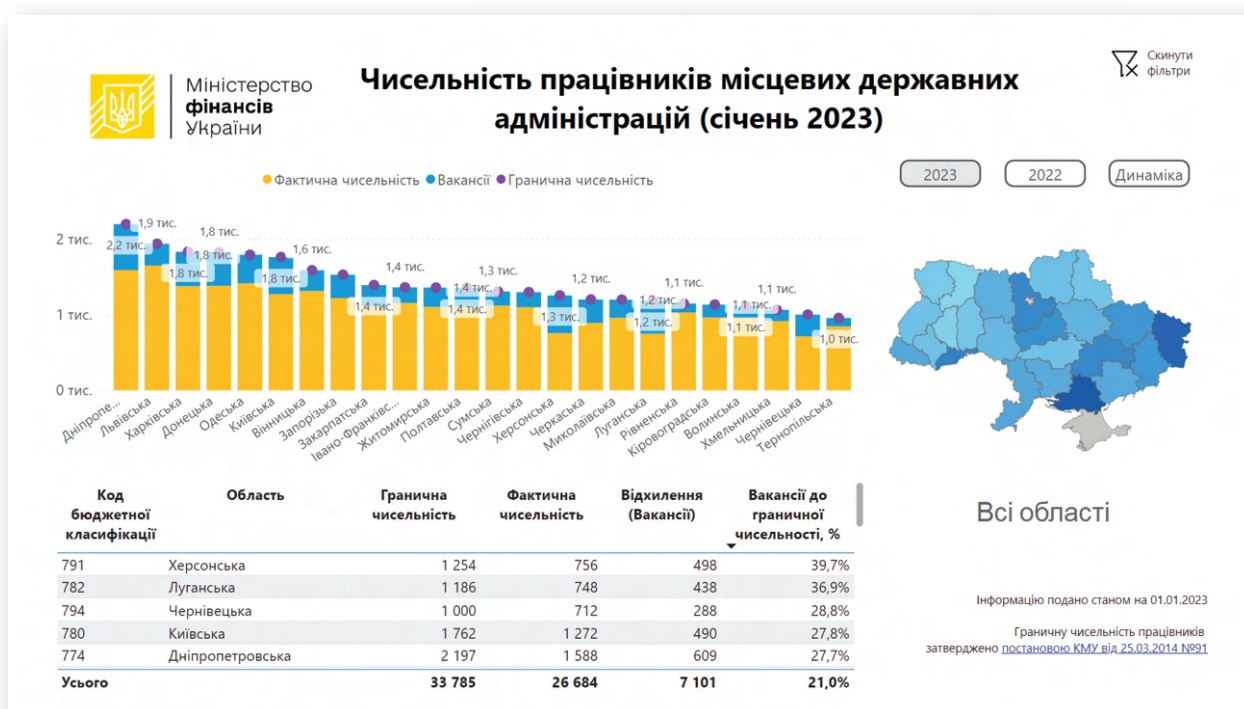 Міністерство
фінансів
України
Чисельність працівників місцевих державних
адміністрацій (січень 2023)
Скинути
фільтри
Фактична чисельність Вакансії Гранична чисельність
2023 2022 Динаміка
2 тис.
1 тис.
0 тис.
2,2 тис.
1,9 тис.
1,8 тис.
1,8 тис.
1,8 тис.
1,8 тис.
1,6 тис.
1,4 тис.
1,4 тис.
1,4 тис.
1,4 тис.
1,3 тис.
1,3 тис.
1,2 тис.
1,2 тис.
1,2 тис.
1,1 тис.
1,1 тис.
1,1 тис.
1,1 тис.
1,0 тис.
Дніпропе...
Львівська
Харківська
Донецька
Одеська
Київська
Вінницька
Запорізька
Закарпатська
Івано-Франківс...
Житомирська
Полтавська
Сумська
Чернігівська
Херсонська
Черкаська
Миколаївська
Луганська
Рівненська
Кіровоградська
Волинська
Хмельницька
Чернівецька
Тернопільська
Код
бюджетної
класифікації
Область
Гранична
чисельність
Фактична
чисельність
Відхилення
(Вакансії)
Вакансії до
граничної
чисельності, %
791 Херсонська 1 254 756 498 39,7%
782 Луганська 1 186 748 438 36,9%
794 Чернівецька 1 000 712 288 28,8%
780 Київська 1 762 1 272 490 27,8%
774 Дніпропетровська 2 197 1 588 609 27,7%
Усього 33 785 26 684 7 101 21,0%
Всі області
Інформацію подано станом на 01.01.2023
Граничну чисельність працівників
затверджено постановою КМУ від 25.03.2014 №91